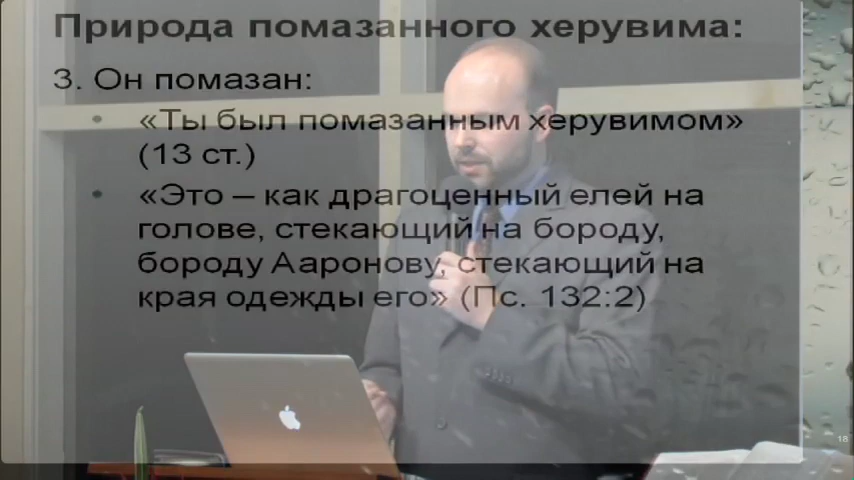 Природа помазанного херувима:
3. Он помазан:
• «Ты был помазанным херувимом»
(13 ст.)
• «Это – как драгоценный елей на
голове, стекающий на бороду,
бороду Ааронову, стекающий на
края одежды его» (Пс. 132:2)
18